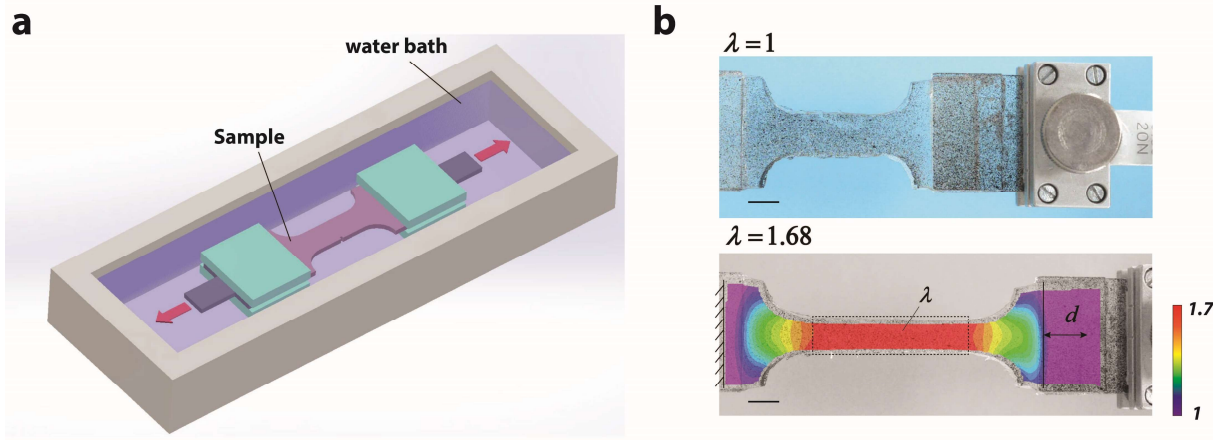 a
water bath
Sample
b
λ = 1
20N
λ = 1.68
λ
d
1.7
1